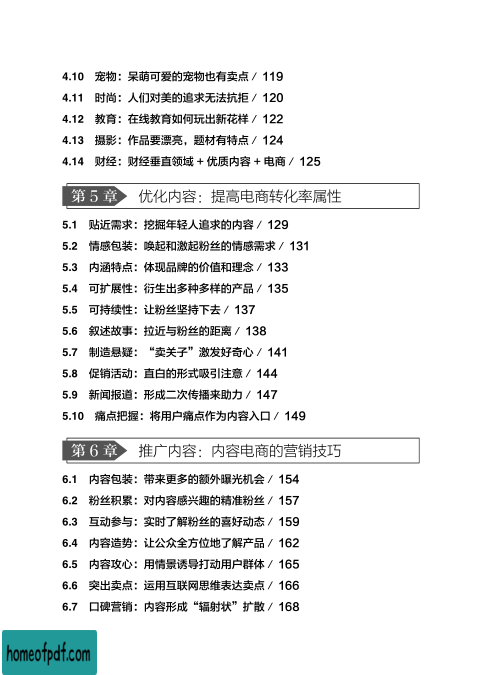 4.10 宠物：呆萌可爱的宠物也有卖点 / 119
4.11 时尚：人们对美的追求无法抗拒 / 120
4.12 教育：在线教育如何玩出新花样 / 122
4.13 摄影：作品要漂亮，题材有特点 / 124
4.14 财经：财经垂直领域 + 优质内容 + 电商 / 125
第 5 章 优化内容：提高电商转化率属性
5.1 贴近需求：挖掘年轻人追求的内容 / 129
5.2 情感包装：唤起和激起粉丝的情感需求 / 131
5.3 内涵特点：体现品牌的价值和理念 / 133
5.4 可扩展性：衍生出多种多样的产品 / 135
5.5 可持续性：让粉丝坚持下去 / 137
5.6 叙述故事：拉近与粉丝的距离 / 138
5.7 制造悬疑：“卖关子”激发好奇心 / 141
5.8 促销活动：直白的形式吸引注意 / 144
5.9 新闻报道：形成二次传播来助力 / 147
5.10 痛点把握：将用户痛点作为内容入口 / 149
第 6 章 推广内容：内容电商的营销技巧
6.1 内容包装：带来更多的额外曝光机会 / 154
6.2 粉丝积累：对内容感兴趣的精准粉丝 / 157
6.3 互动参与：实时了解粉丝的喜好动态 / 159
6.4 内容造势：让公众全方位地了解产品 / 162
6.5 内容攻心：用情景诱导打动用户群体 / 165
6.6 突出卖点：运用互联网思维表达卖点 / 166
6.7 口碑营销：内容形成“辐射状”扩散 / 168
homeofpdf.com